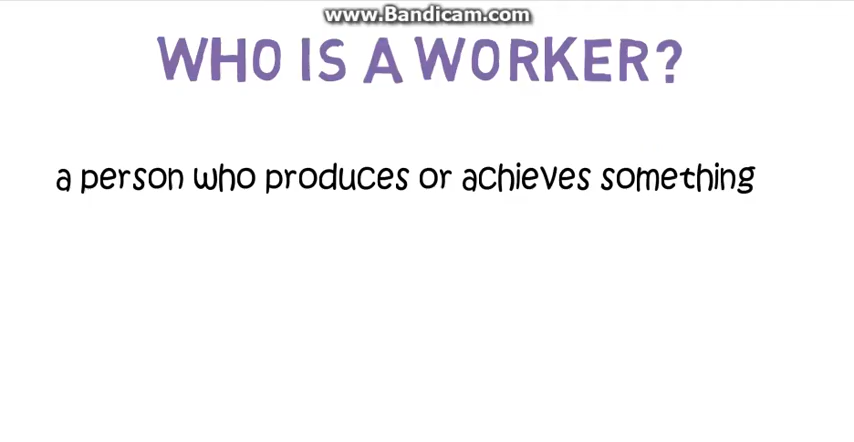 www.Bandicam.com
WHO IS A WORKER?
a person who produces or achieves something